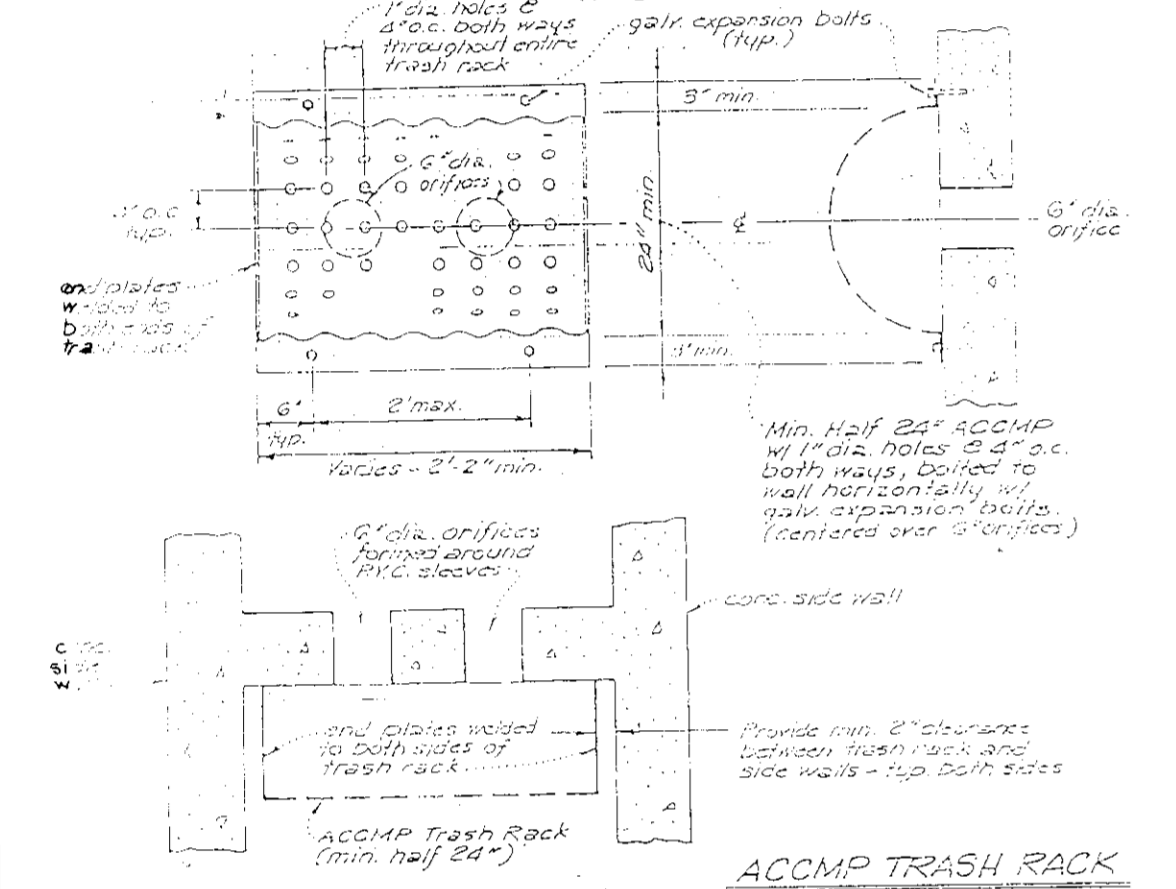 1" dia. holes @
4" o.c. both ways
throughout entire
trash rack
galv. expansion bolts
(typ.)
3" min.
6" dia.
orifices
o.c.
typ.
24" min.
℄
6" dia.
orifice
end plates
welded to
both ends of
trash rack
3" min.
6"
typ.
2' max.
Varies - 2'-2" min.
Min. Half 24" ACCMP
w/ 1" dia. holes @ 4" o.c.
both ways, bolted to
wall horizontally w/
galv. expansion bolts.
(centered over 6" orifices)
6" dia. orifices
formed around
P.V.C. sleeves
conc. side wall
end plates welded
to both sides of
trash rack
Provide min. 2" clearance
between trash rack and
side walls - typ. both sides
ACCMP Trash Rack
(min. half 24")
ACCMP TRASH RACK